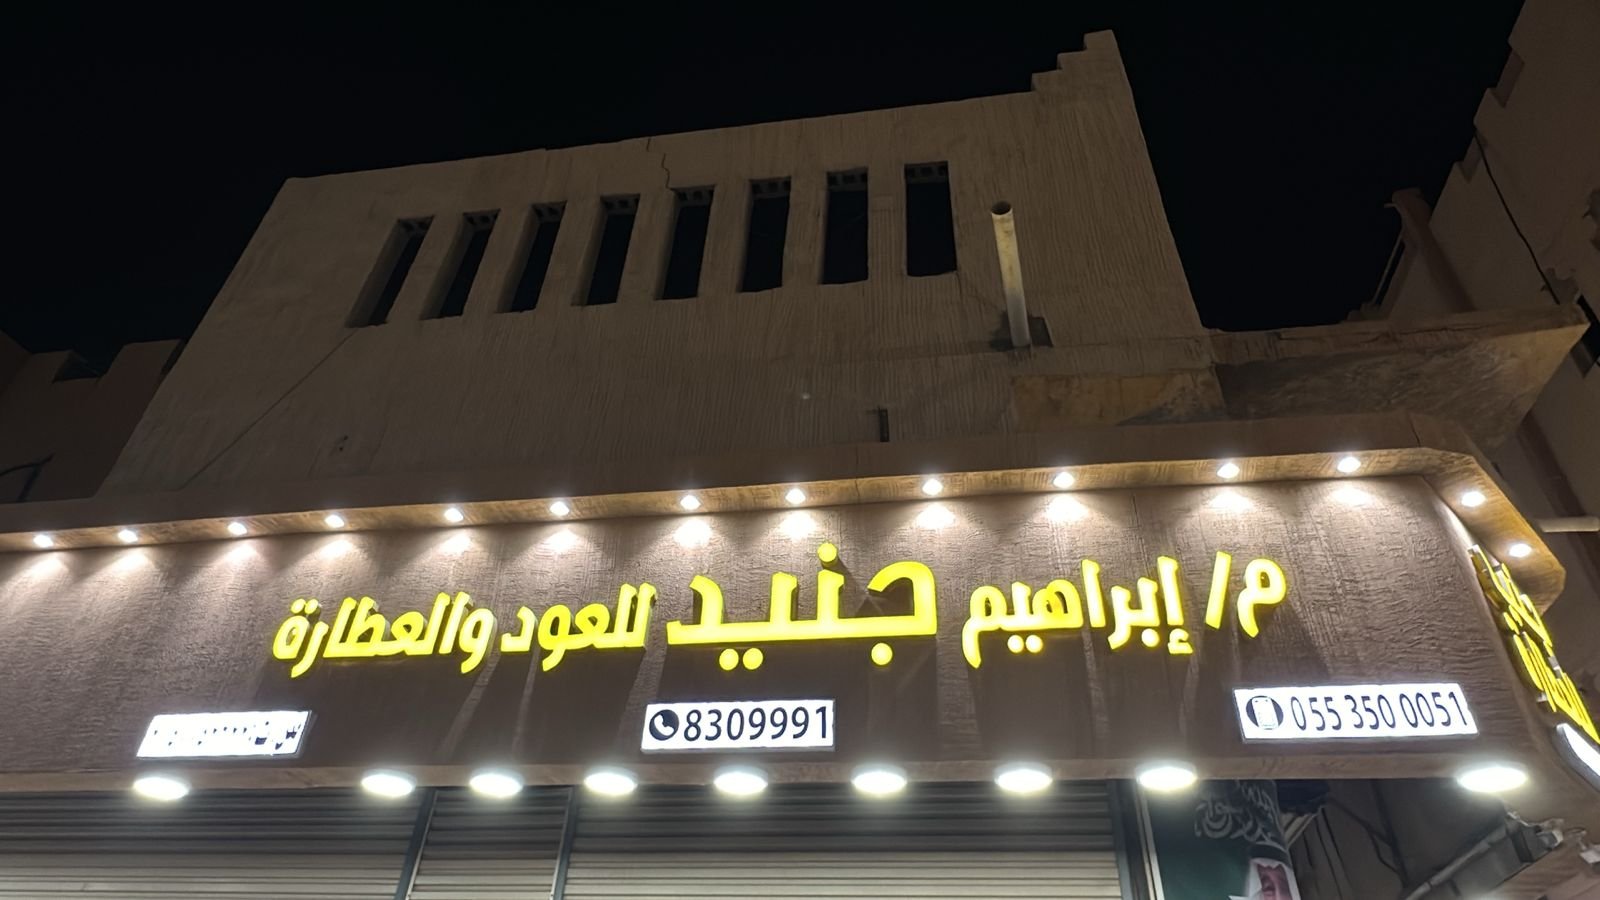 م/ إبراهيم جنيد للعود والعطارة
055 350 0051
8309991